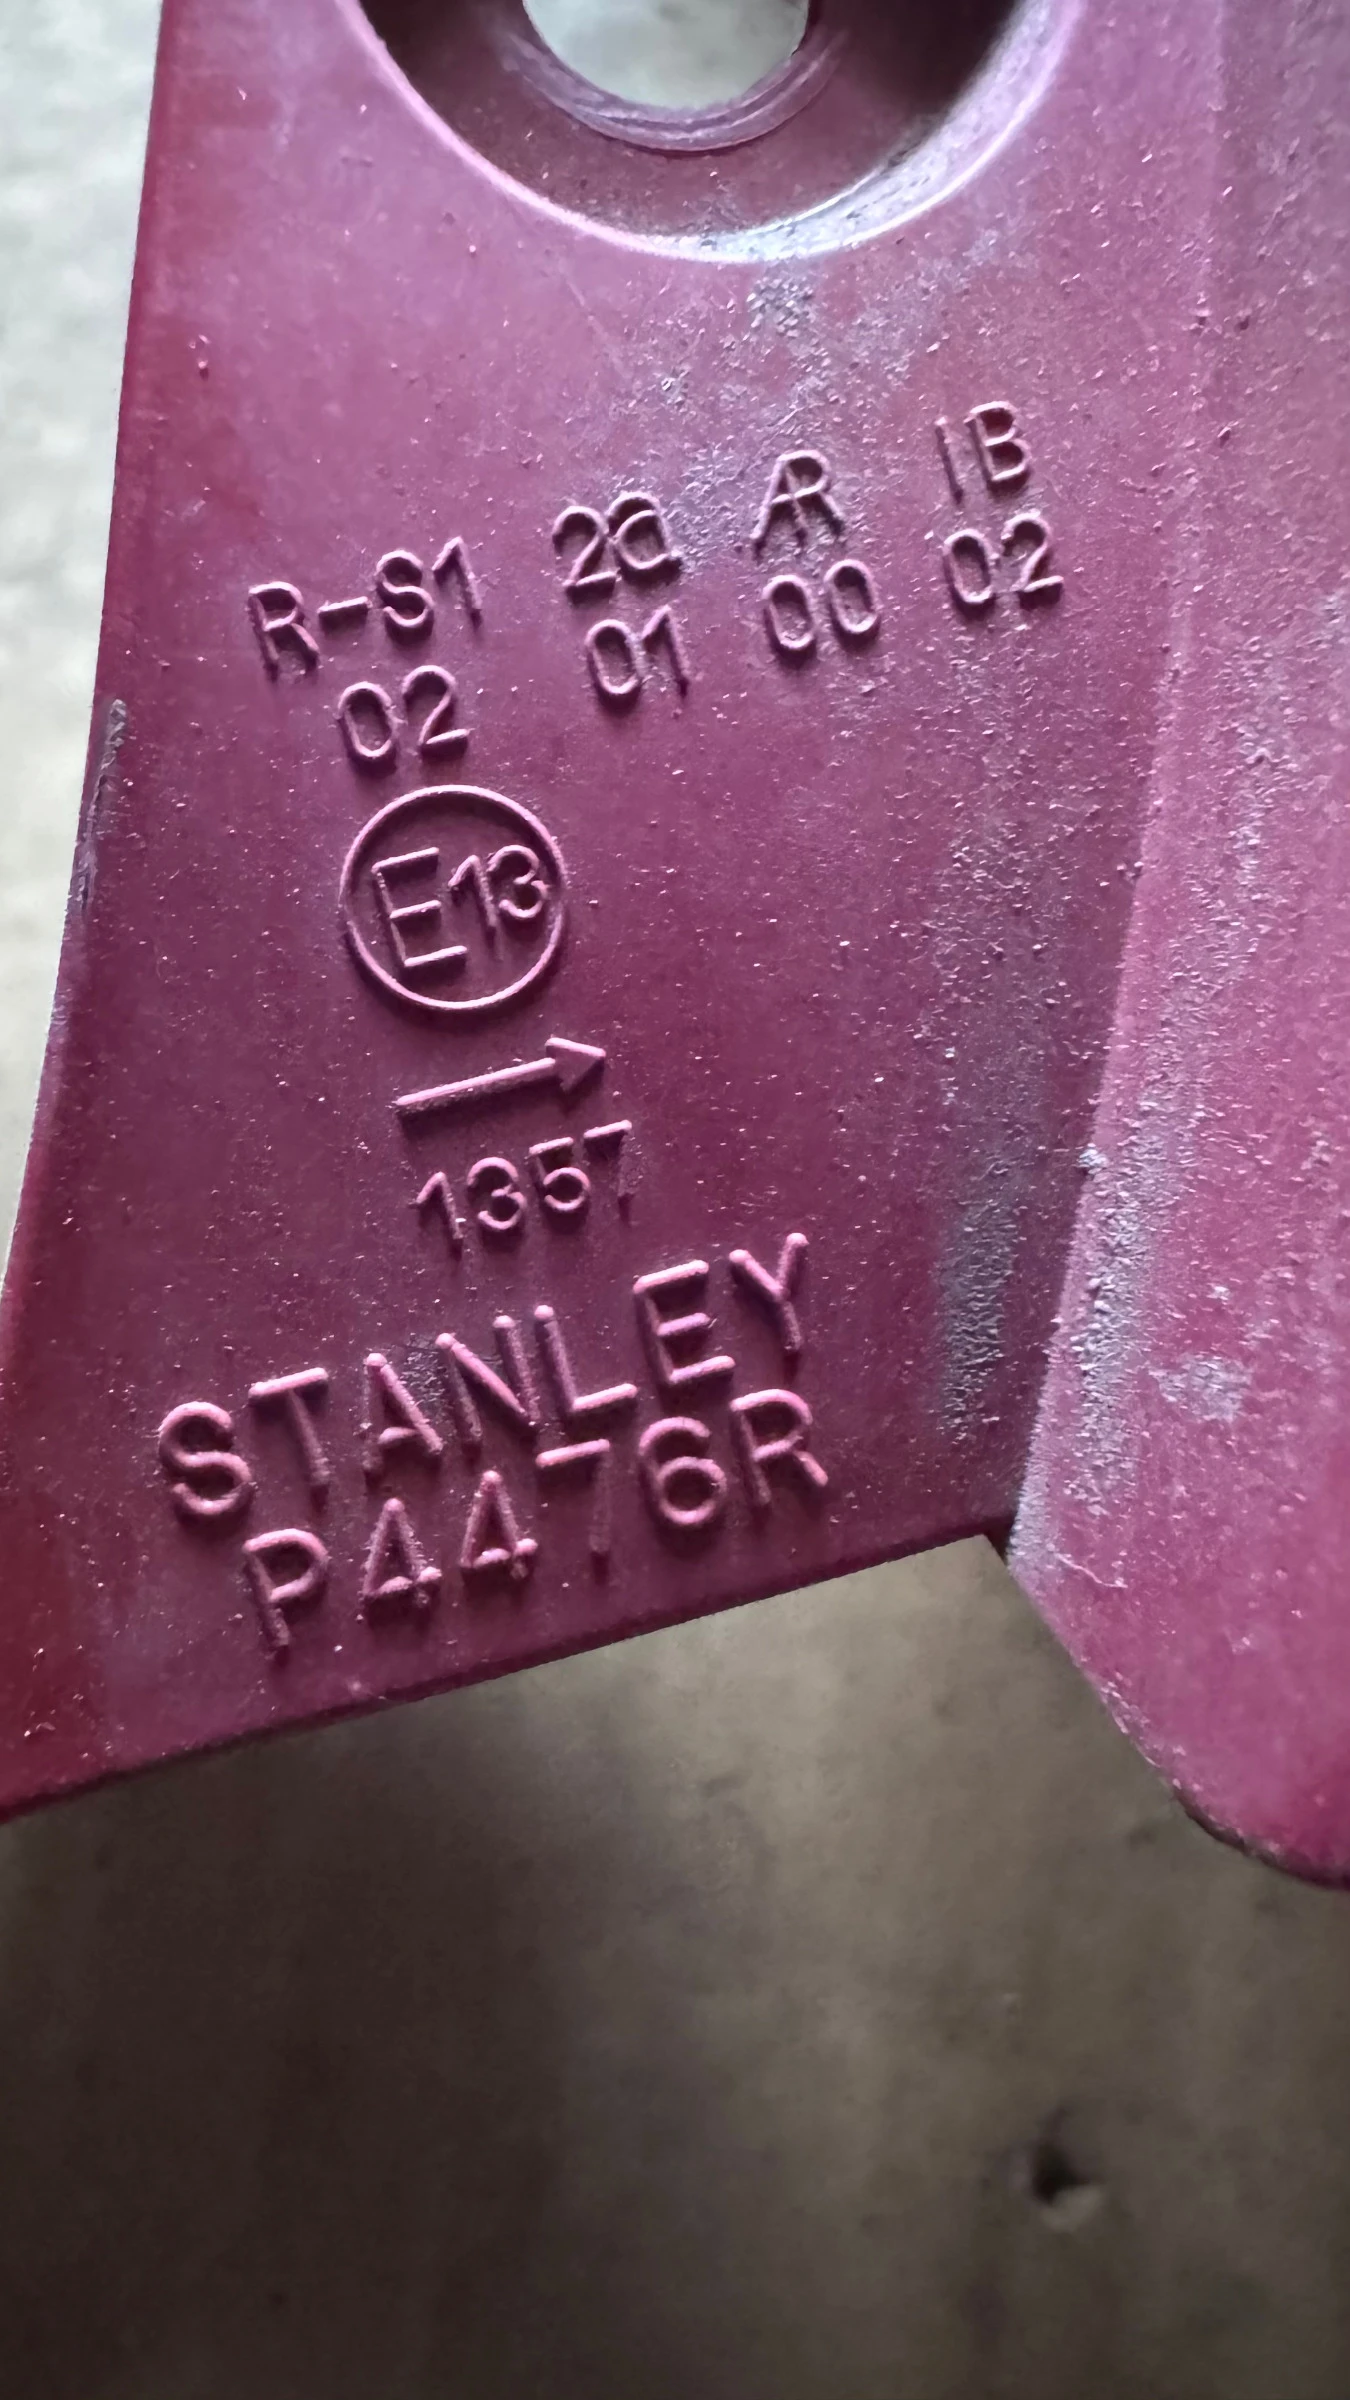 R-S1 2a AR IB
02 01 00 02
E13
→
1357
STANLEY
P4476R